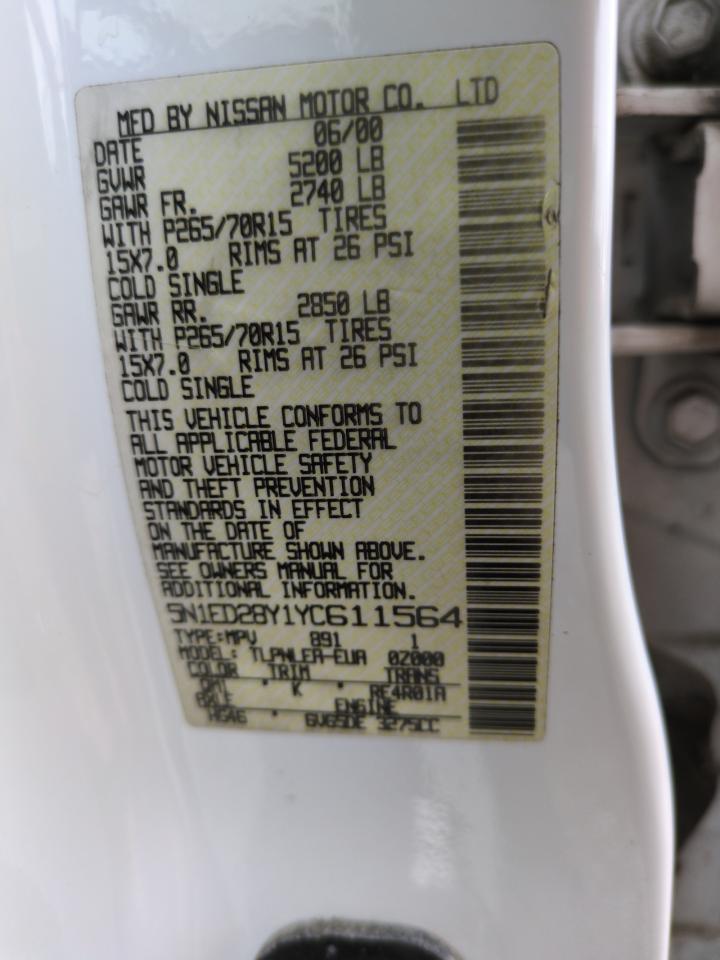 MFD BY NISSAN MOTOR CO. LTD
DATE 06/00
GVWR 5200 LB
GAWR FR. 2740 LB
WITH P265/70R15 TIRES
15X7.0 RIMS AT 26 PSI
COLD SINGLE
GAWR RR. 2850 LB
WITH P265/70R15 TIRES
15X7.0 RIMS AT 26 PSI
COLD SINGLE
THIS VEHICLE CONFORMS TO
ALL APPLICABLE FEDERAL
MOTOR VEHICLE SAFETY
AND THEFT PREVENTION
STANDARDS IN EFFECT
ON THE DATE OF
MANUFACTURE SHOWN ABOVE.
SEE OWNERS MANUAL FOR
ADDITIONAL INFORMATION
5N1ED28Y1YC611564
TYPE:MPV 891 1
MODEL: TLPNLEA-EUA 0Z000
COLOR TRIM TRANS
K RE4R01A
AXLE ENGINE
HG46 VG33E 3275CC